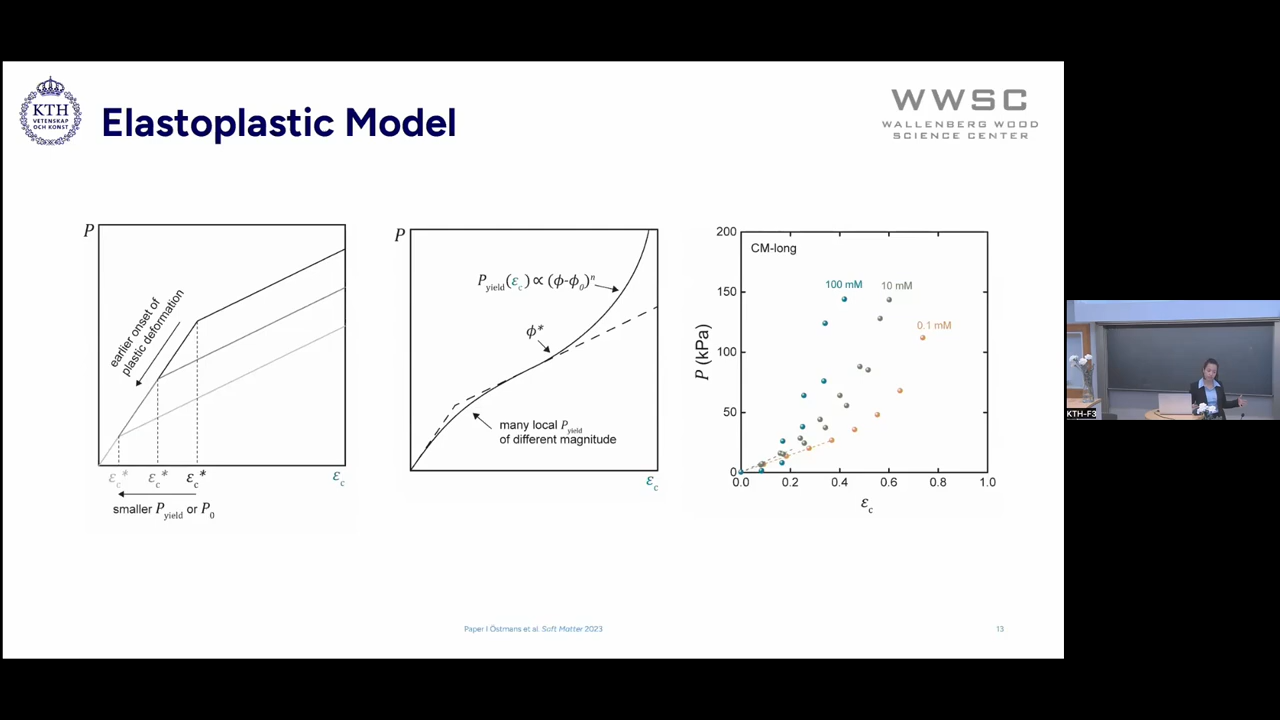 KTH
VETENSKAP
OCH KONST
Elastoplastic Model
WWSC
WALLENBERG WOOD
SCIENCE CENTER
P
earlier onset of
plastic deformation
ε_c* ε_c* ε_c*
ε_c
smaller P_yield or P_0
P
P_yield(ε_c) ∝ (ϕ-ϕ_0)^n
ϕ*
many local P_yield
of different magnitude
ε_c
CM-long
100 mM
10 mM
0.1 mM
P (kPa)
200
150
100
50
0
0.0 0.2 0.4 0.6 0.8 1.0
ε_c
Paper I Östmans et al. Soft Matter 2023
13
KTH-F3